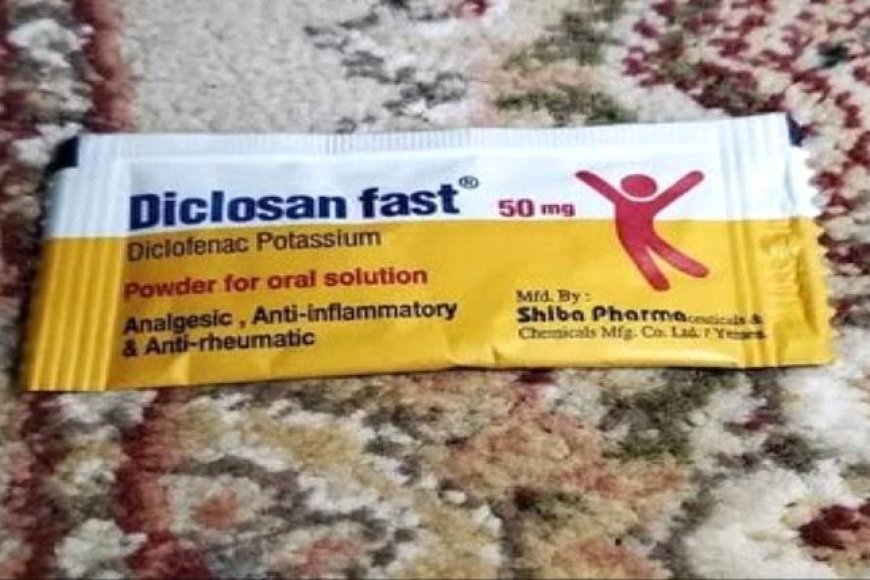 Diclosan fast® 50 mg
Diclofenac Potassium
Powder for oral solution
Analgesic , Anti-inflammatory
& Anti-rheumatic
Mfd. By :
Shiba Pharmaceuticals &
Chemicals Mfg. Co. Ltd. / Yemen.